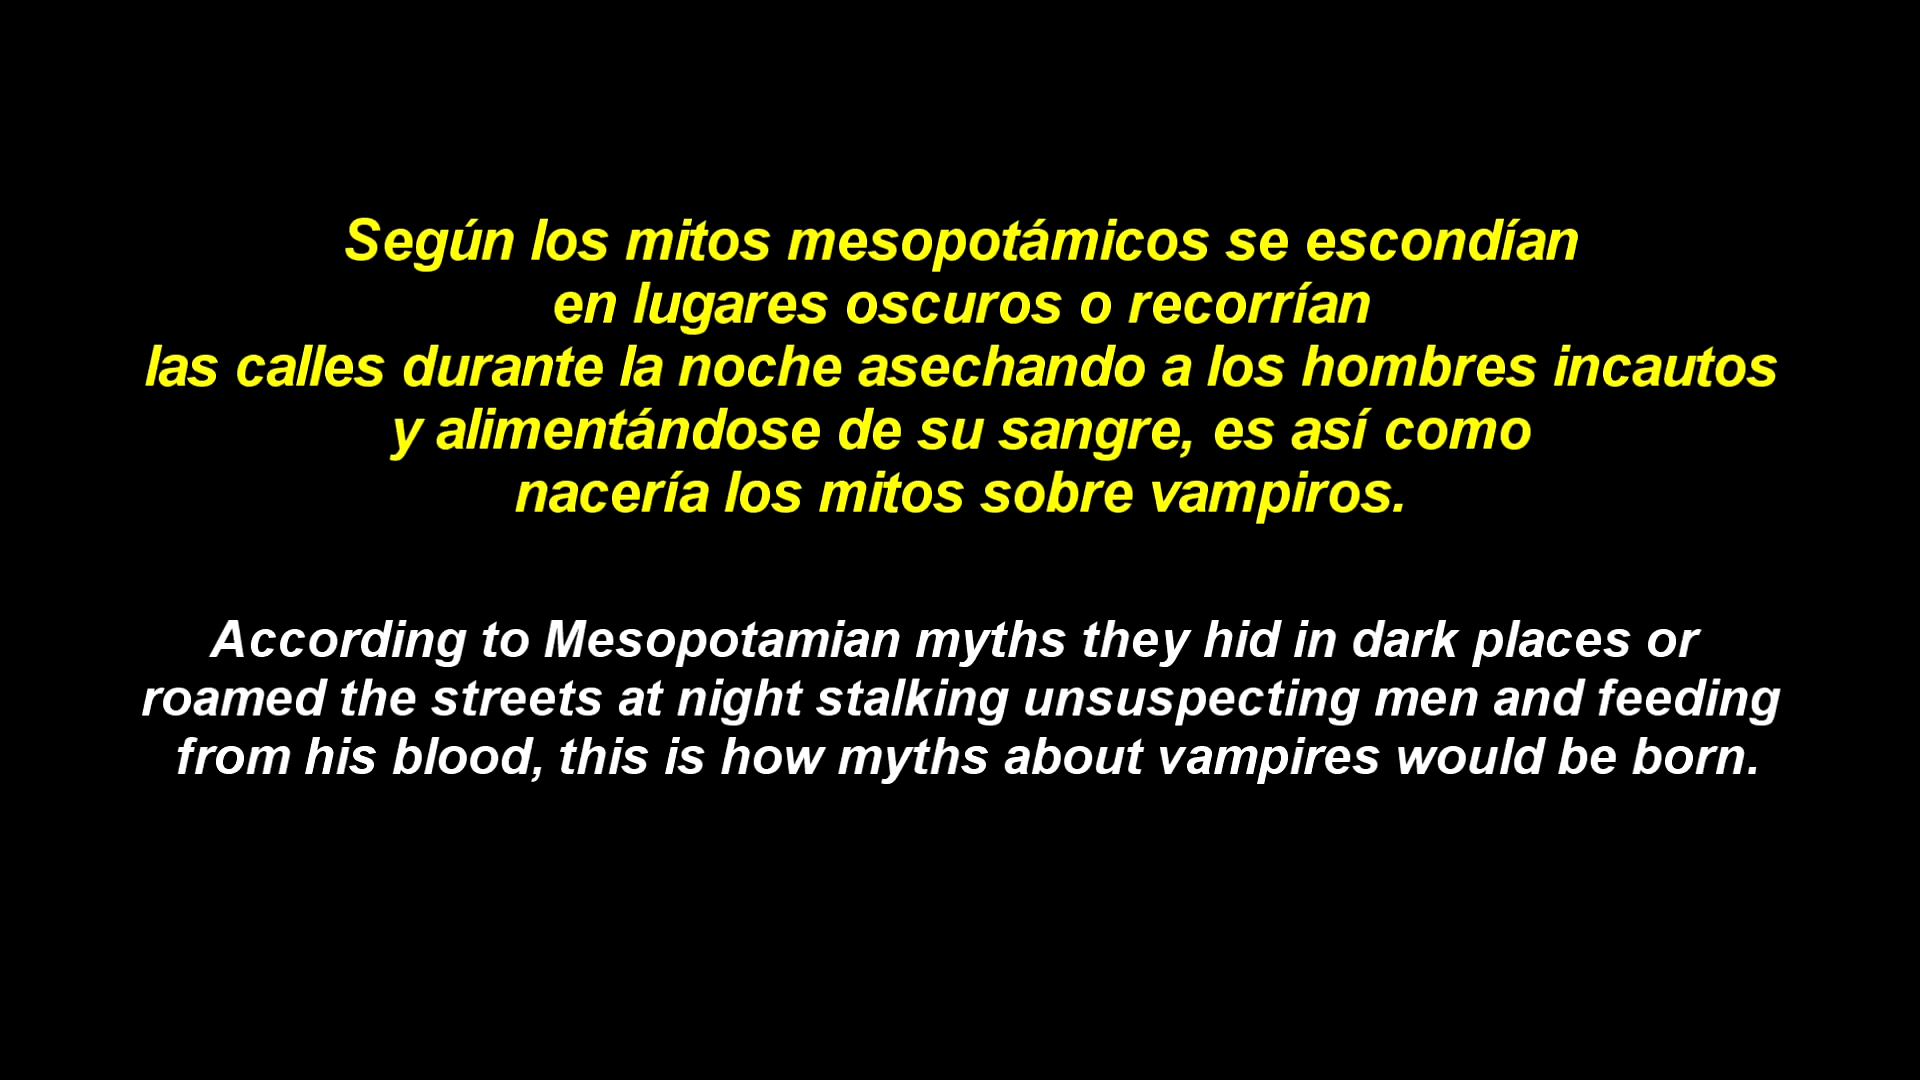 Según los mitos mesopotámicos se escondían
en lugares oscuros o recorrían
las calles durante la noche asechando a los hombres incautos
y alimentándose de su sangre, es así como
nacería los mitos sobre vampiros.
According to Mesopotamian myths they hid in dark places or
roamed the streets at night stalking unsuspecting men and feeding
from his blood, this is how myths about vampires would be born.